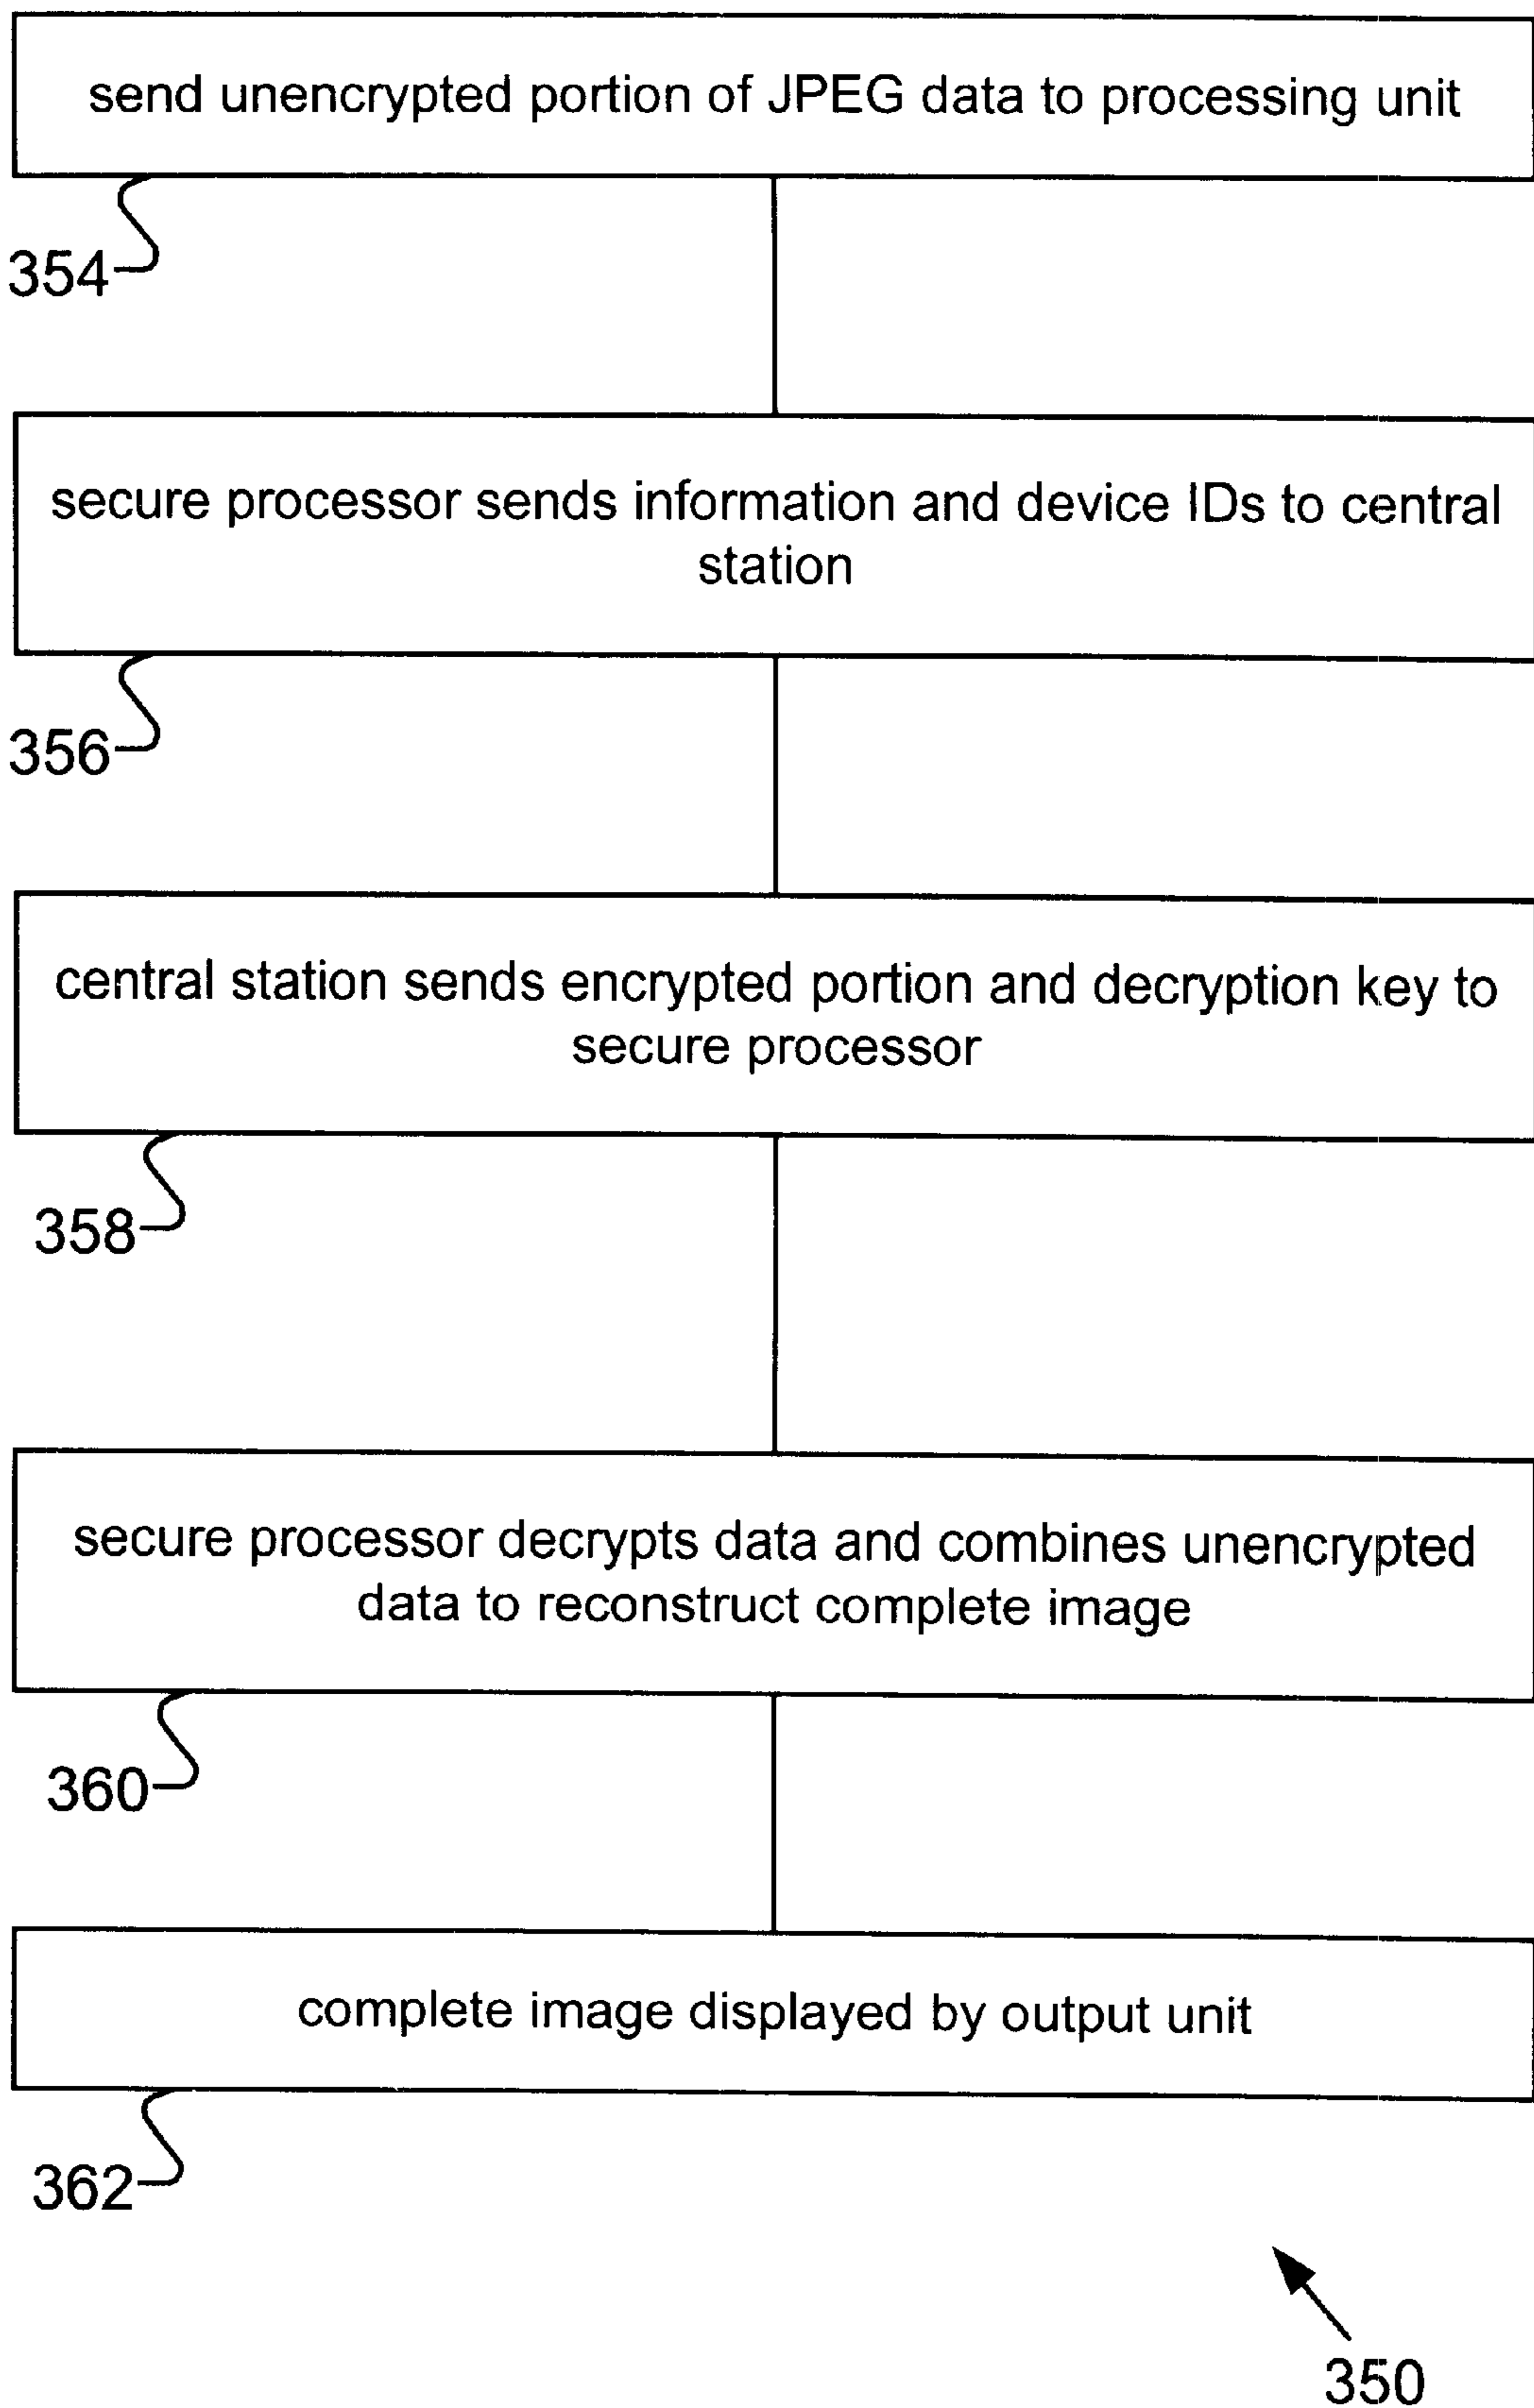 send unencrypted portion of JPEG data to processing unit
354
secure processor sends information and device IDs to central
station
356
central station sends encrypted portion and decryption key to
secure processor
358
secure processor decrypts data and combines unencrypted
data to reconstruct complete image
360
complete image displayed by output unit
362
350